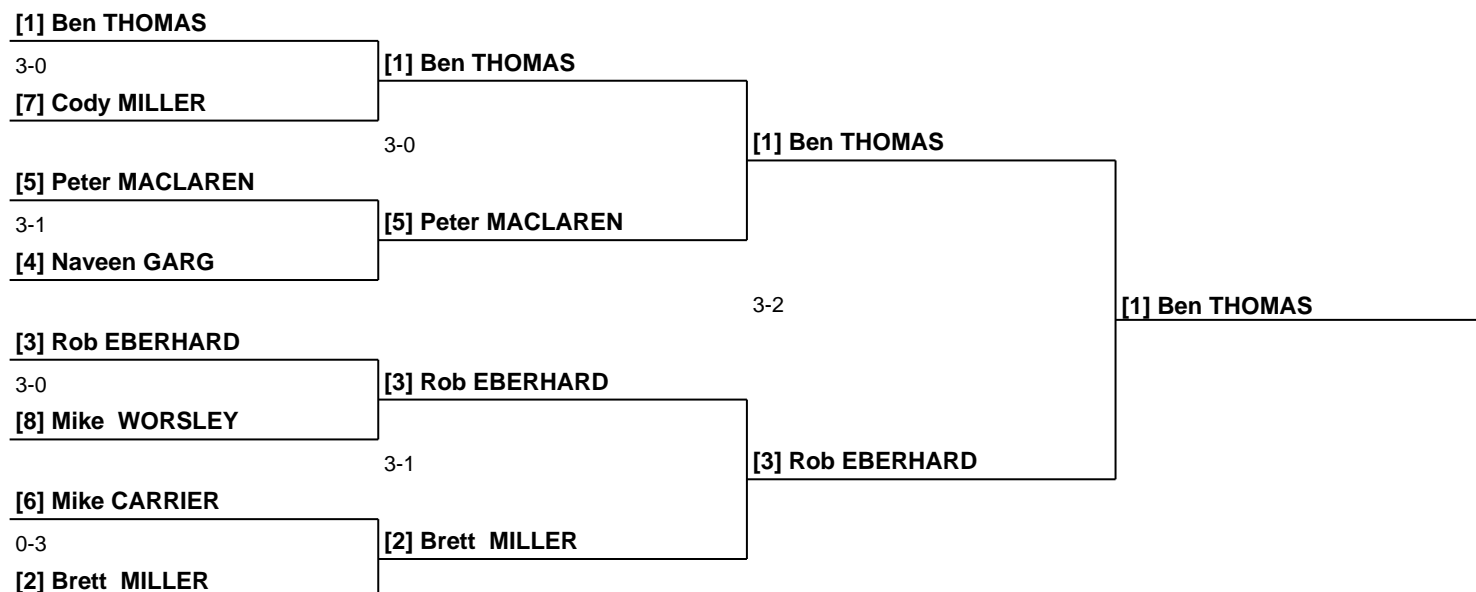 [1] Ben THOMAS
3-0
[1] Ben THOMAS
[7] Cody MILLER
3-0
[1] Ben THOMAS
[5] Peter MACLAREN
3-1
[5] Peter MACLAREN
[4] Naveen GARG
3-2
[1] Ben THOMAS
[3] Rob EBERHARD
3-0
[3] Rob EBERHARD
[8] Mike  WORSLEY
3-1
[3] Rob EBERHARD
[6] Mike CARRIER
0-3
[2] Brett  MILLER
[2] Brett  MILLER